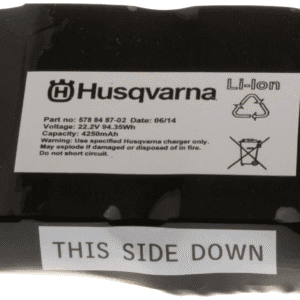 Husqvarna
Li-Ion
Part no: 578 84 87-02 Date: 06/14
Voltage: 22.2V 94.35Wh
Capacity: 4250mAh
Warning: Use specified Husqvarna charger only.
May explode if damaged or disposed of in fire.
Do not short circuit.
THIS SIDE DOWN